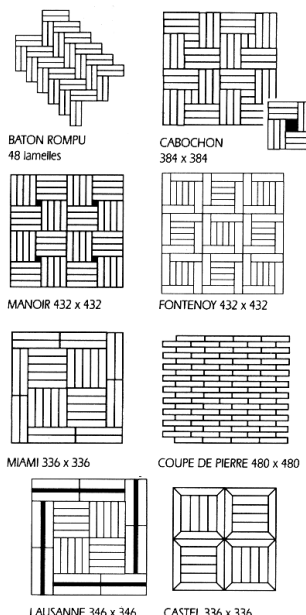 BATON ROMPU
48 lamelles
CABOCHON
384 x 384
MANOIR 432 x 432
FONTENOY 432 x 432
MIAMI 336 x 336
COUPE DE PIERRE 480 x 480
LAUSANNE 346 x 346
CASTEL 336 x 336